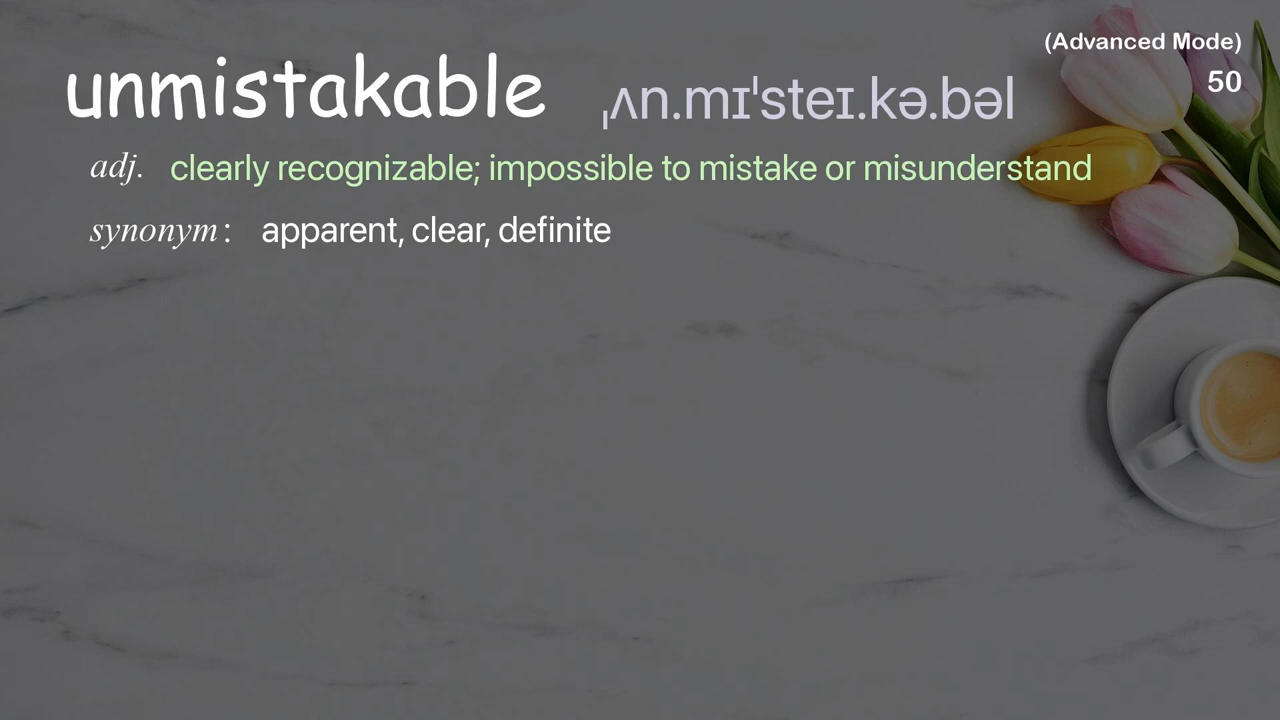 (Advanced Mode)
unmistakable ˌʌn.mɪˈsteɪ.kə.bəl 50
adj. clearly recognizable; impossible to mistake or misunderstand
synonym : apparent, clear, definite